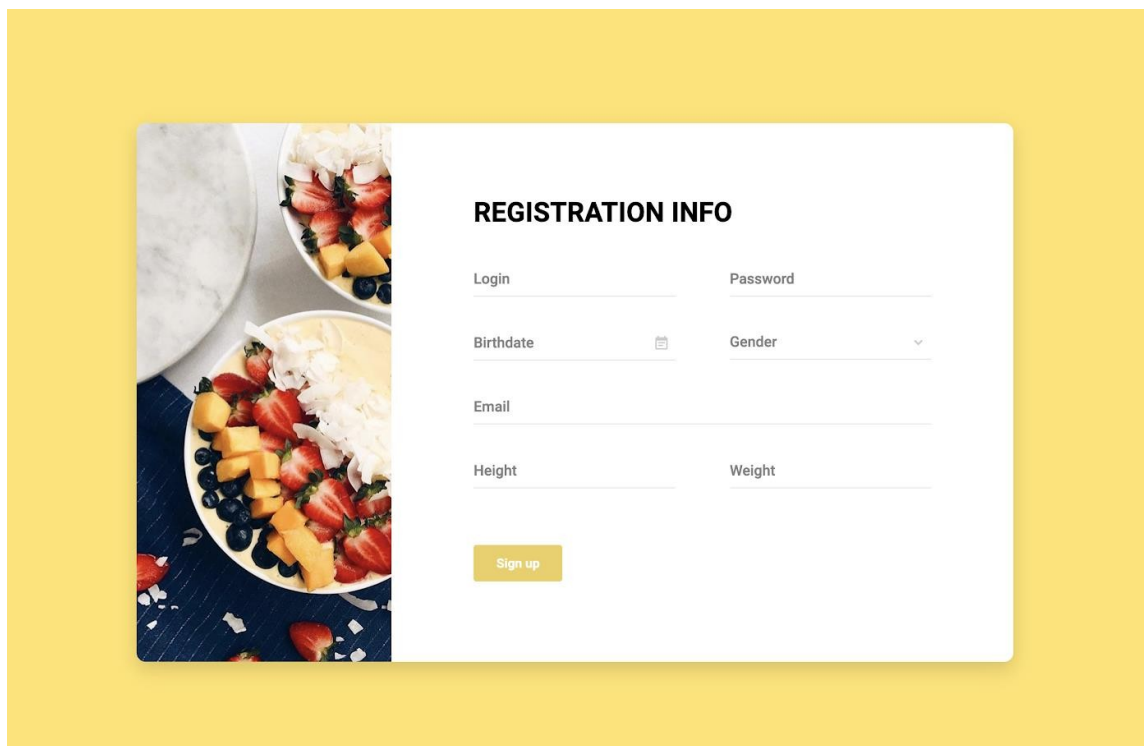 REGISTRATION INFO
Login Password
Birthdate Gender
Email
Height Weight
Sign up